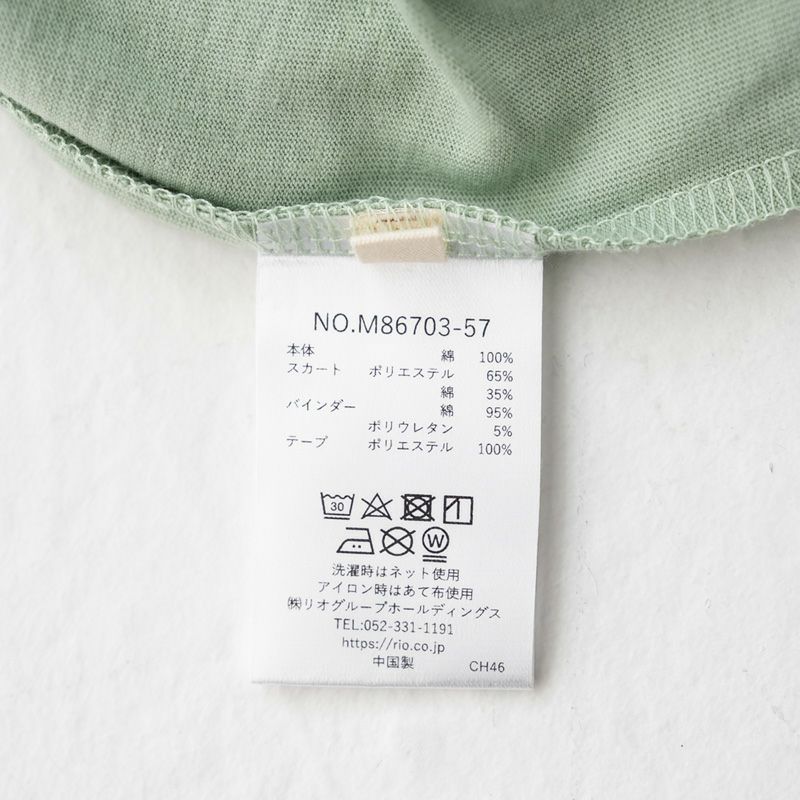 NO.M86703-57
本体 綿 100%
スカート ポリエステル 65%
綿 35%
バインダー 綿 95%
ポリウレタン 5%
テープ ポリエステル 100%
30
W
洗濯時はネット使用
アイロン時はあて布使用
㈱リオグループホールディングス
TEL:052-331-1191
https://rio.co.jp
中国製 CH46